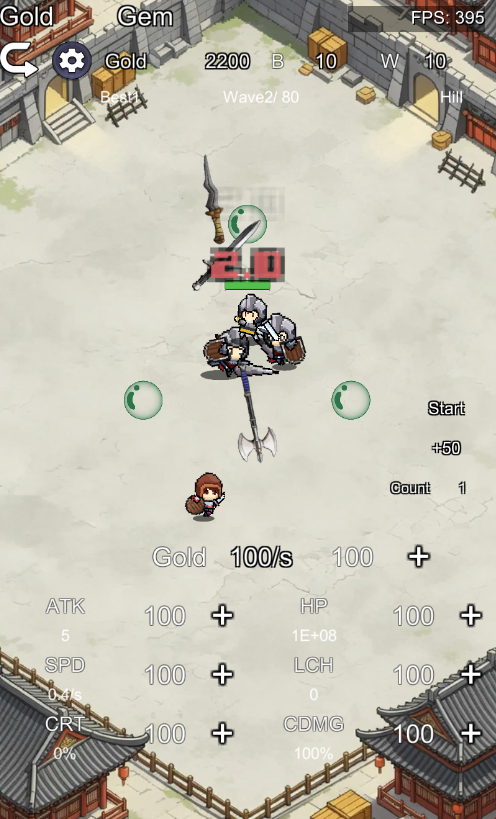 Gold Gem FPS: 395
Gold 2200 B 10 W 10
Best1 Wave2/ 80 Hill
2.0
Start
+50
Count 1
Gold 100/s 100 +
ATK 100 + HP 100 +
5 1E+08
SPD 100 + LCH 100 +
0.4/s 0
CRT 100 + CDMG 100 +
0% 100%